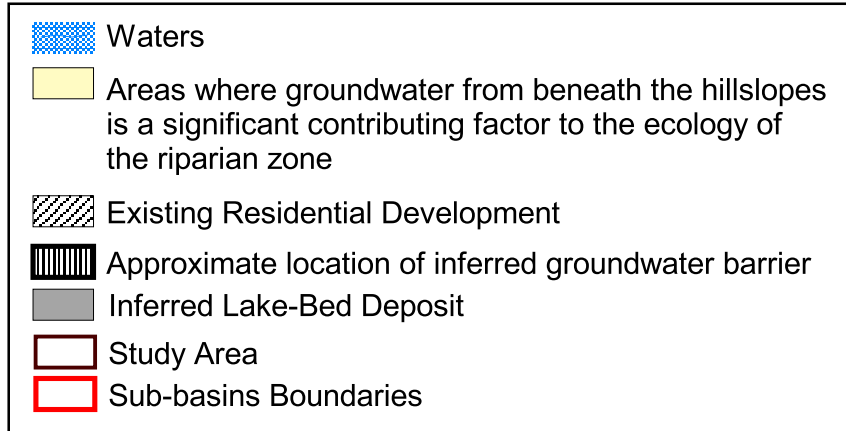 Waters
Areas where groundwater from beneath the hillslopes
is a significant contributing factor to the ecology of
the riparian zone
Existing Residential Development
Approximate location of inferred groundwater barrier
Inferred Lake-Bed Deposit
Study Area
Sub-basins Boundaries